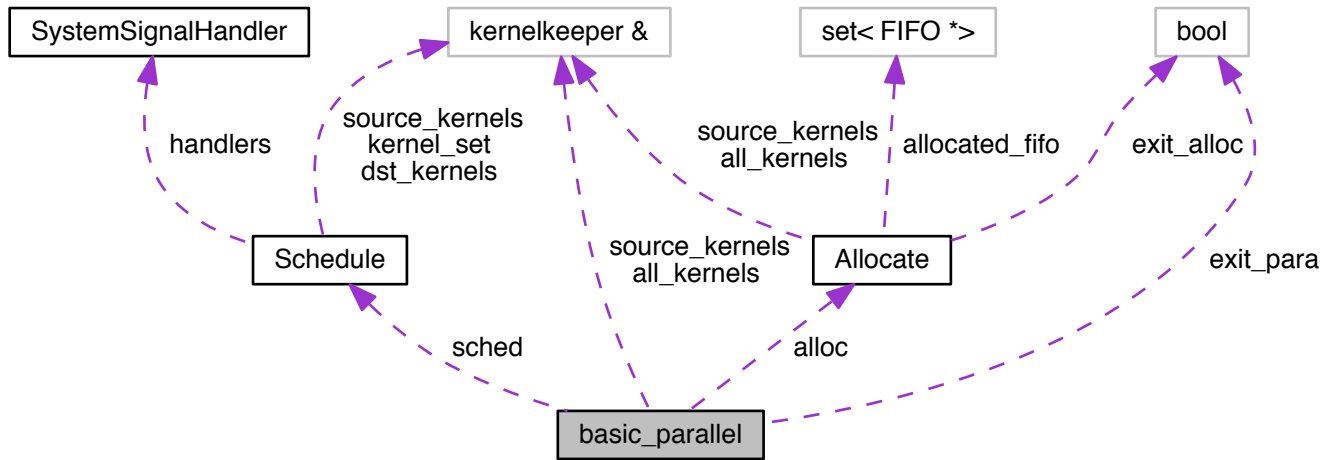 SystemSignalHandler
kernelkeeper &
set< FIFO *>
bool
handlers
source_kernels
kernel_set
dst_kernels
source_kernels
all_kernels
allocated_fifo
exit_alloc
Schedule
source_kernels
all_kernels
Allocate
exit_para
sched
alloc
basic_parallel